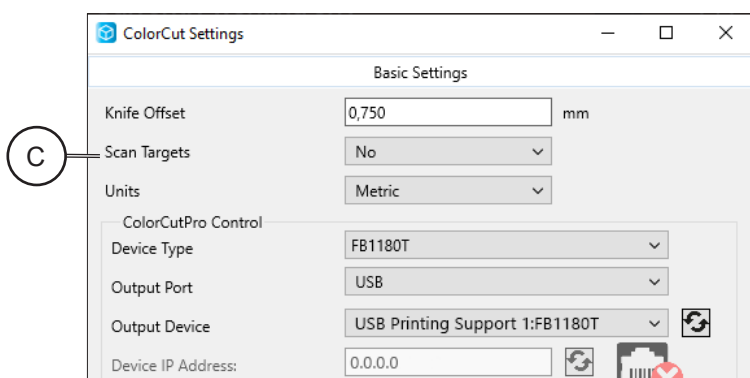 ColorCut Settings
Basic Settings
Knife Offset 0,750 mm
C Scan Targets No
Units Metric
ColorCutPro Control
Device Type FB1180T
Output Port USB
Output Device USB Printing Support 1:FB1180T
Device IP Address: 0.0.0.0